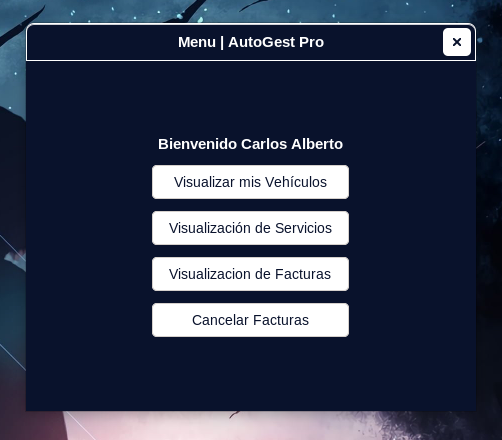 Menu | AutoGest Pro
Bienvenido Carlos Alberto
Visualizar mis Vehículos
Visualización de Servicios
Visualizacion de Facturas
Cancelar Facturas